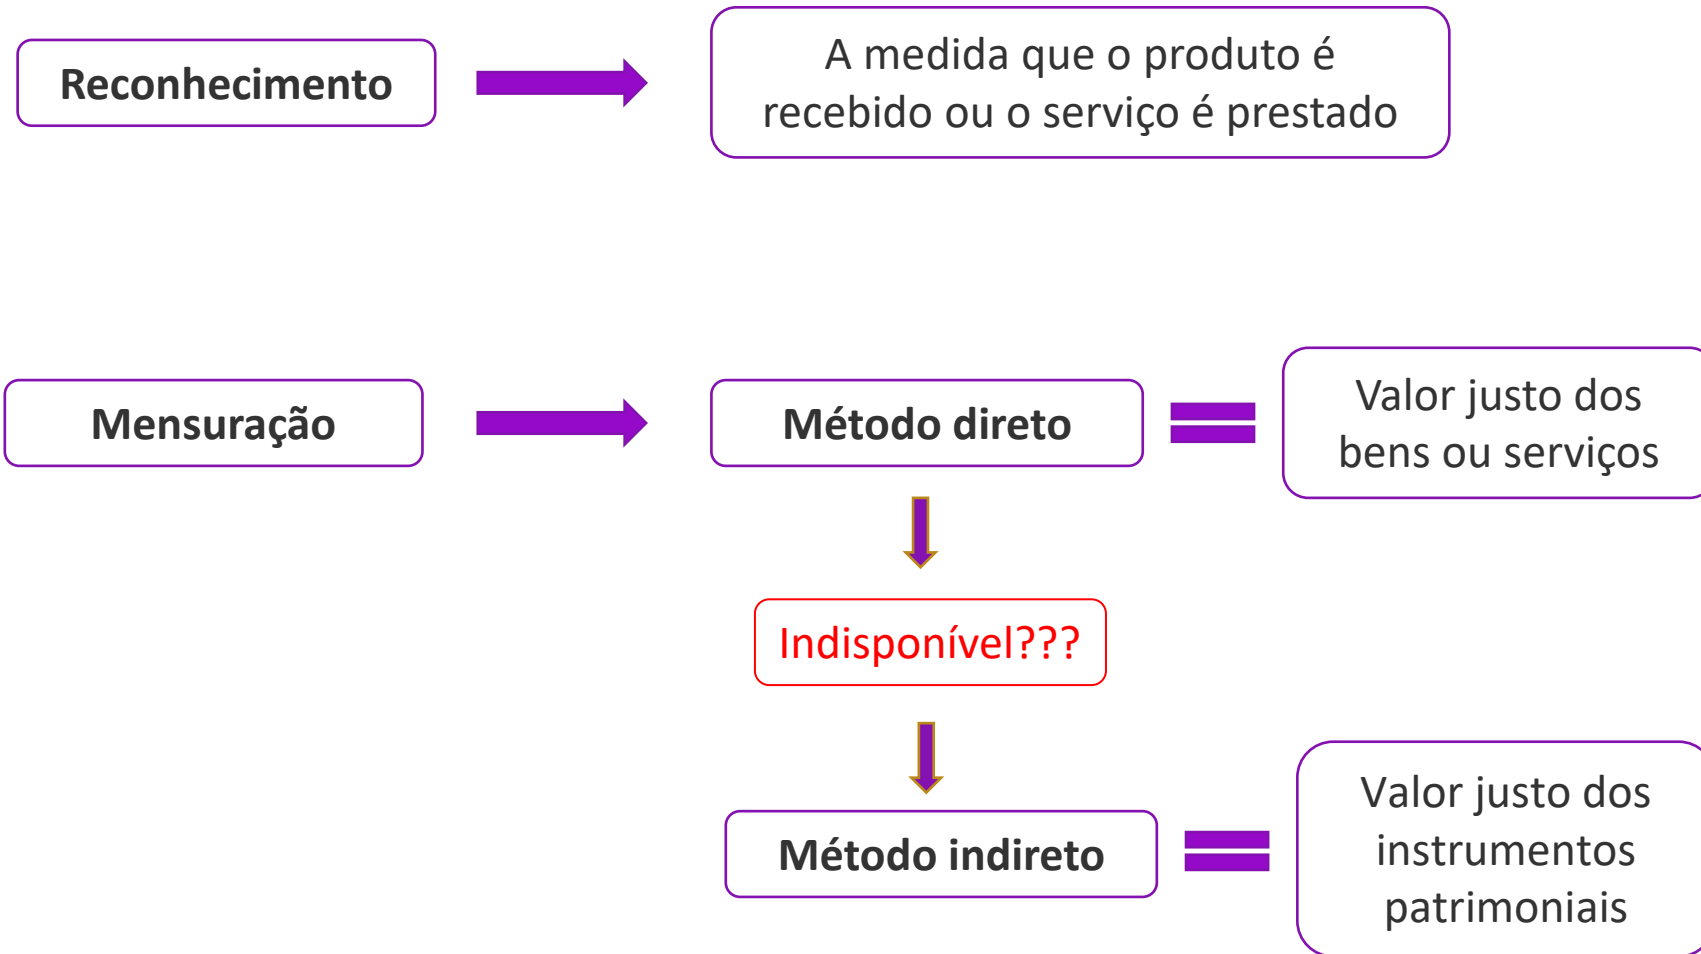 Reconhecimento
A medida que o produto é
recebido ou o serviço é prestado
Mensuração
Método direto
Valor justo dos
bens ou serviços
Indisponível???
Método indireto
Valor justo dos
instrumentos
patrimoniais